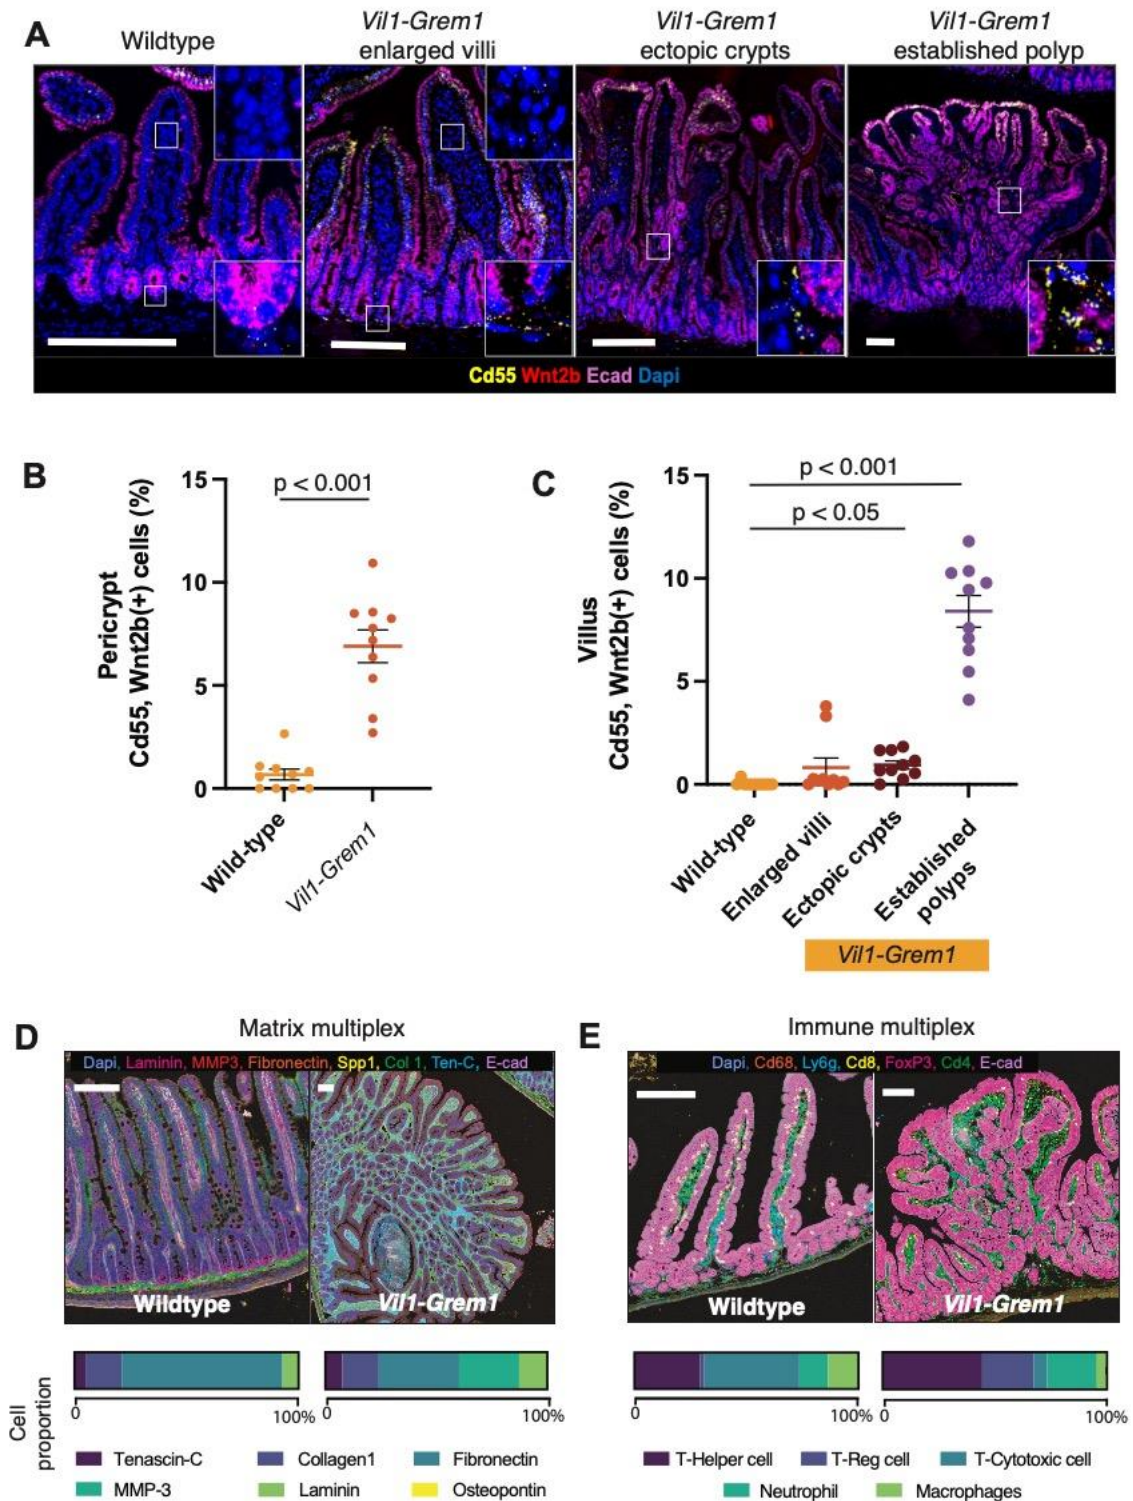 A
Wildtype
Vil1-Grem1
enlarged villi
Vil1-Grem1
ectopic crypts
Vil1-Grem1
established polyp
Cd55 Wnt2b Ecad Dapi
B
Pericrypt
Cd55, Wnt2b(+) cells (%)
15
10
5
0
p < 0.001
Wild-type
Vil1-Grem1
C
Villus
Cd55, Wnt2b(+) cells (%)
15
10
5
0
p < 0.001
p < 0.05
Wild-type
Enlarged villi
Ectopic crypts
Established
polyps
Vil1-Grem1
D
Matrix multiplex
Dapi, Laminin, MMP3, Fibronectin, Spp1, Col 1, Ten-C, E-cad
Wildtype
Vil1-Grem1
E
Immune multiplex
Dapi, Cd68, Ly6g, Cd8, FoxP3, Cd4, E-cad
Wildtype
Vil1-Grem1
Cell
proportion
0 100%
0 100%
0 100%
0 100%
Tenascin-C Collagen1 Fibronectin
MMP-3 Laminin Osteopontin
T-Helper cell T-Reg cell T-Cytotoxic cell
Neutrophil Macrophages